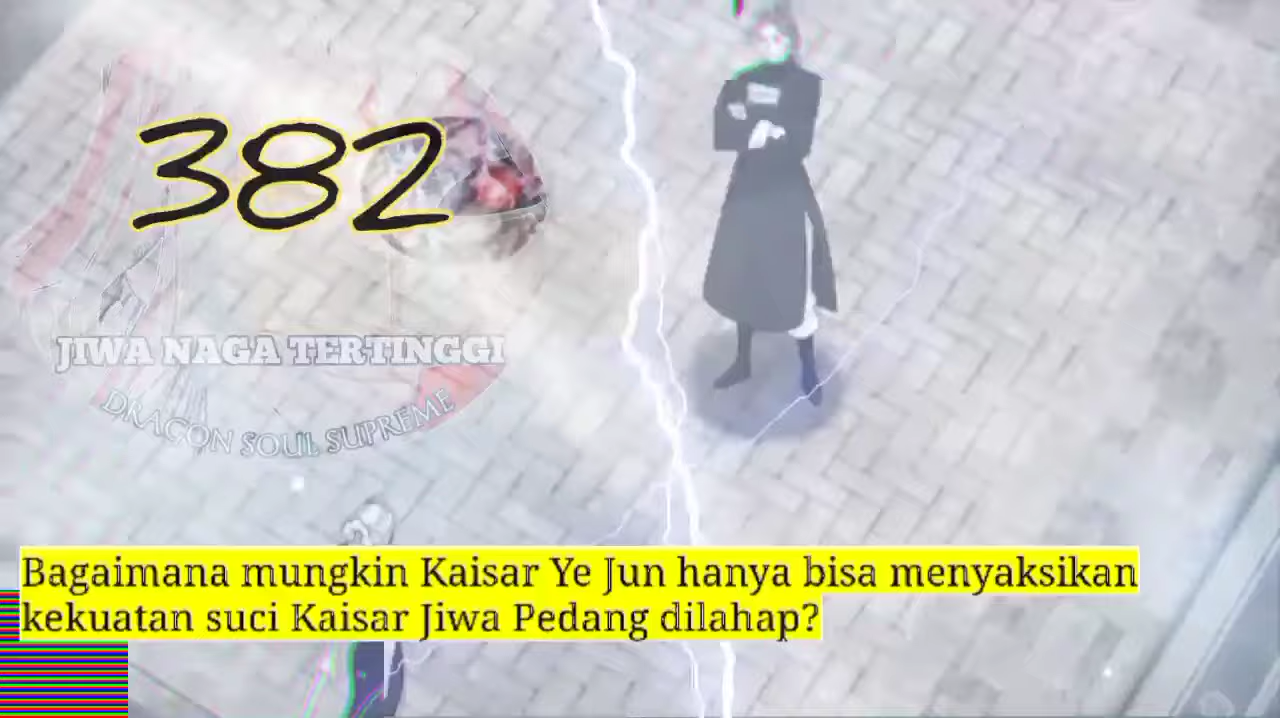 382
JIWA NAGA TERTINGGI
DRAGON SOUL SUPREME
Bagaimana mungkin Kaisar Ye Jun hanya bisa menyaksikan
kekuatan suci Kaisar Jiwa Pedang dilahap?